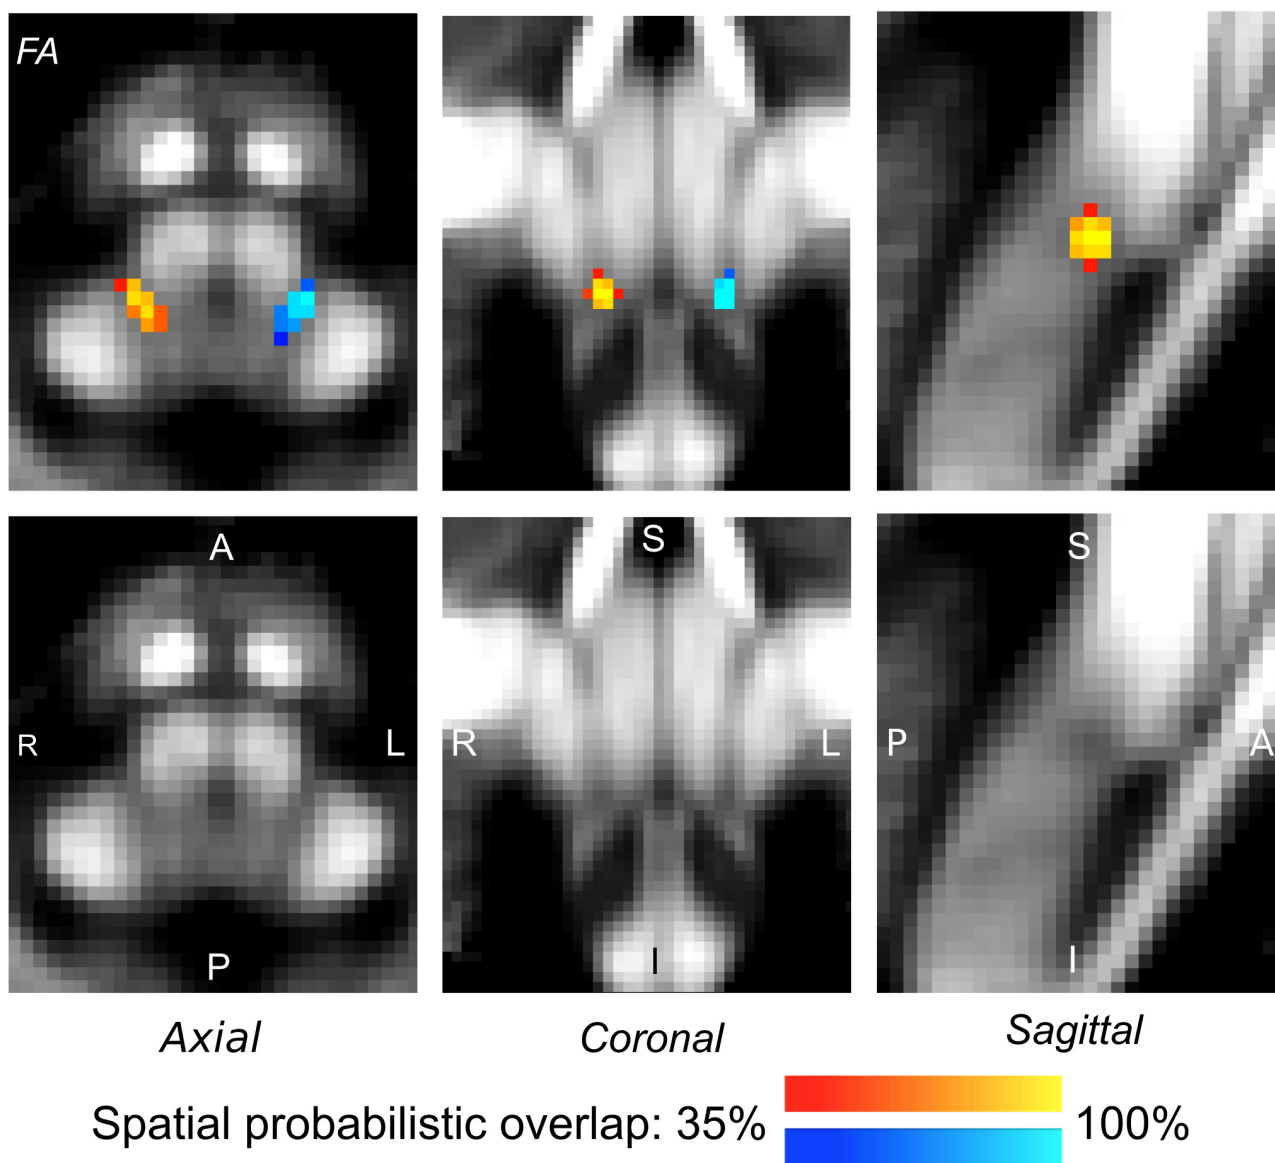 FA
A
S
S
R
L
R
L
P
A
P
I
I
Axial
Coronal
Sagittal
Spatial probabilistic overlap: 35%
100%